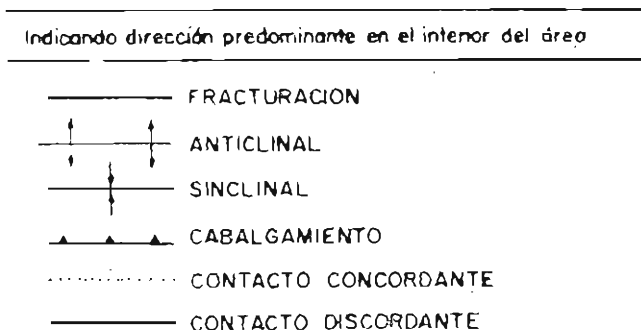 Indicando dirección predominante en el interior del área
FRACTURACION
ANTICLINAL
SINCLINAL
CABALGAMIENTO
CONTACTO CONCORDANTE
CONTACTO DISCORDANTE